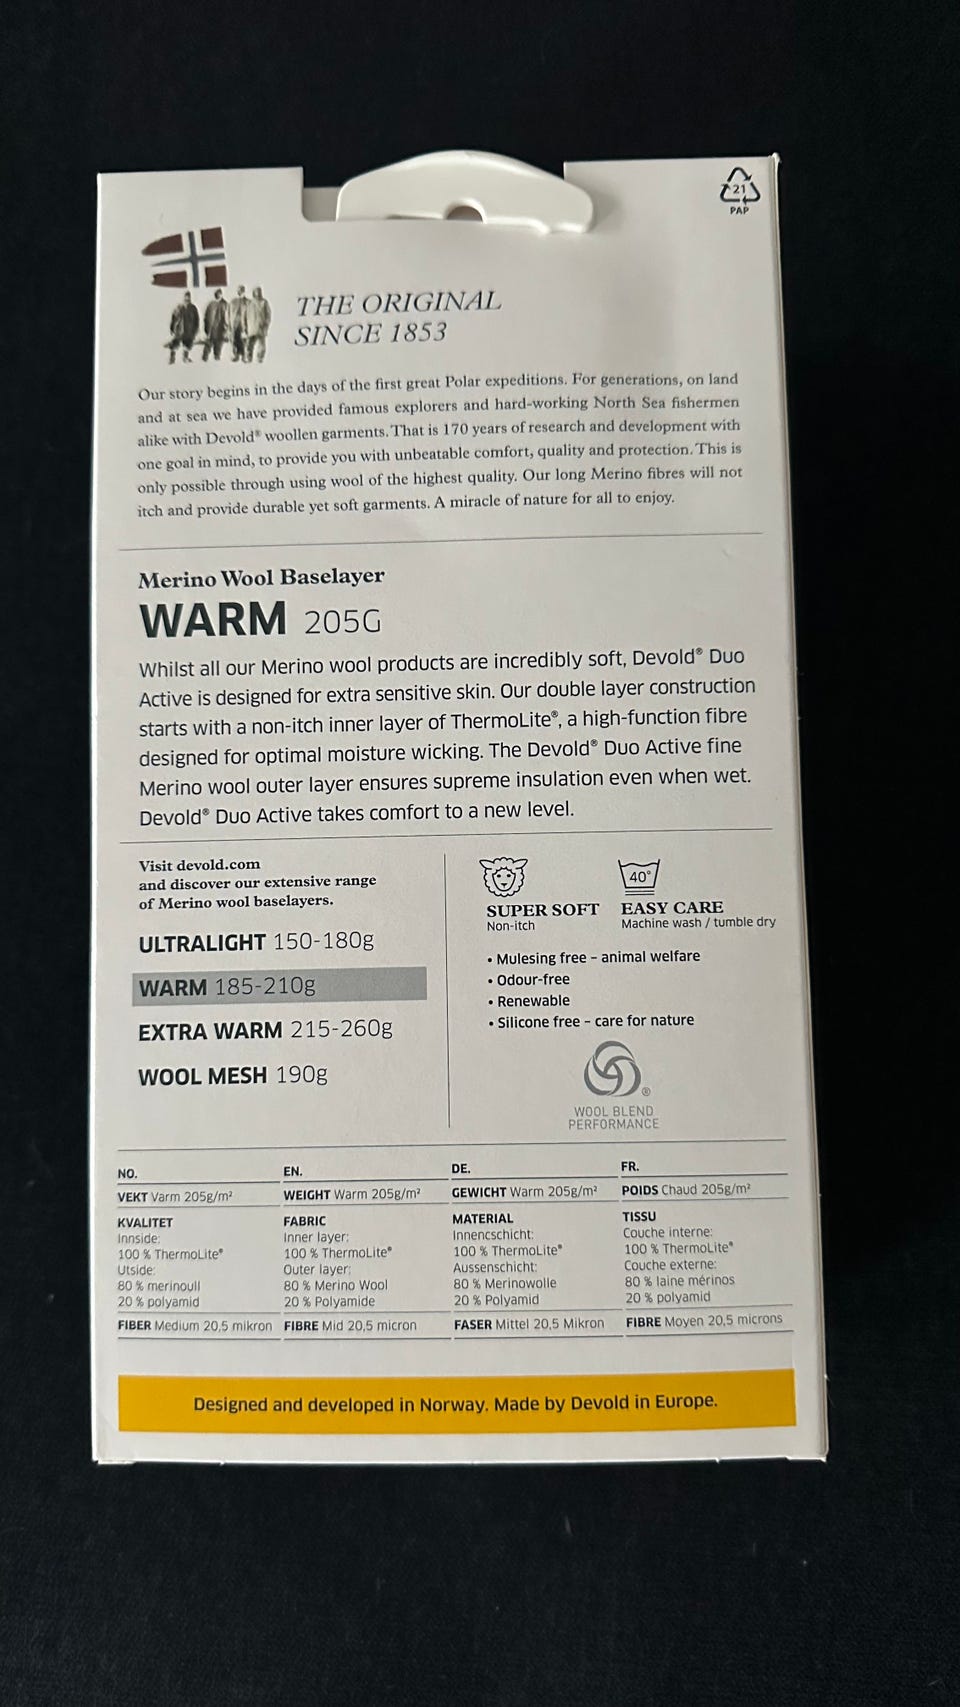 21
PAP
THE ORIGINAL
SINCE 1853
Our story begins in the days of the first great Polar expeditions. For generations, on land
and at sea we have provided famous explorers and hard-working North Sea fishermen
alike with Devold® woollen garments. That is 170 years of research and development with
one goal in mind, to provide you with unbeatable comfort, quality and protection. This is
only possible through using wool of the highest quality. Our long Merino fibres will not
itch and provide durable yet soft garments. A miracle of nature for all to enjoy.
Merino Wool Baselayer
WARM 205G
Whilst all our Merino wool products are incredibly soft, Devold® Duo
Active is designed for extra sensitive skin. Our double layer construction
starts with a non-itch inner layer of ThermoLite®, a high-function fibre
designed for optimal moisture wicking. The Devold® Duo Active fine
Merino wool outer layer ensures supreme insulation even when wet.
Devold® Duo Active takes comfort to a new level.
Visit devold.com
and discover our extensive range
of Merino wool baselayers.
ULTRALIGHT 150-180g
WARM 185-210g
EXTRA WARM 215-260g
WOOL MESH 190g
SUPER SOFT
Non-itch
40°
EASY CARE
Machine wash / tumble dry
• Mulesing free – animal welfare
• Odour-free
• Renewable
• Silicone free – care for nature
®
WOOL BLEND
PERFORMANCE
NO.
VEKT Varm 205g/m²
KVALITET
Innside:
100 % ThermoLite®
Utside:
80 % merinoull
20 % polyamid
FIBER Medium 20,5 mikron
EN.
WEIGHT Warm 205g/m²
FABRIC
Inner layer:
100 % ThermoLite®
Outer layer:
80 % Merino Wool
20 % Polyamide
FIBRE Mid 20,5 micron
DE.
GEWICHT Warm 205g/m²
MATERIAL
Innencschicht:
100 % ThermoLite®
Aussenschicht:
80 % Merinowolle
20 % Polyamid
FASER Mittel 20,5 Mikron
FR.
POIDS Chaud 205g/m²
TISSU
Couche interne:
100 % ThermoLite®
Couche externe:
80 % laine mérinos
20 % polyamid
FIBRE Moyen 20,5 microns
Designed and developed in Norway. Made by Devold in Europe.